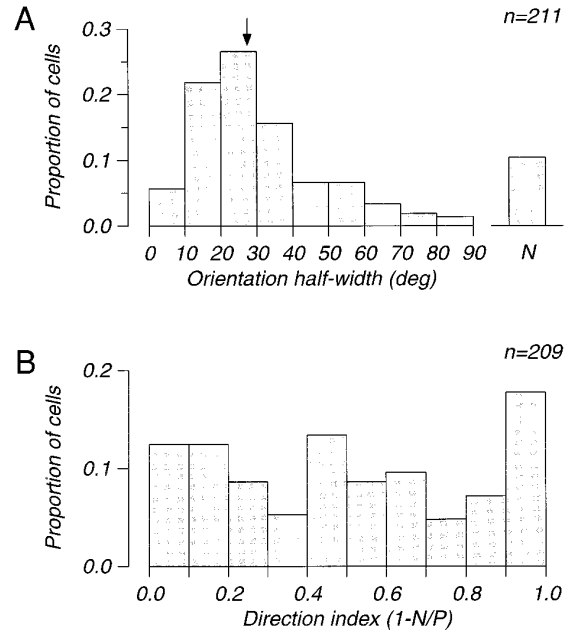 A
n=211
Proportion of cells
0.3
0.2
0.1
0.0
0 10 20 30 40 50 60 70 80 90 N
Orientation half-width (deg)
B
n=209
Proportion of cells
0.2
0.1
0.0
0.0 0.2 0.4 0.6 0.8 1.0
Direction index (1-N/P)